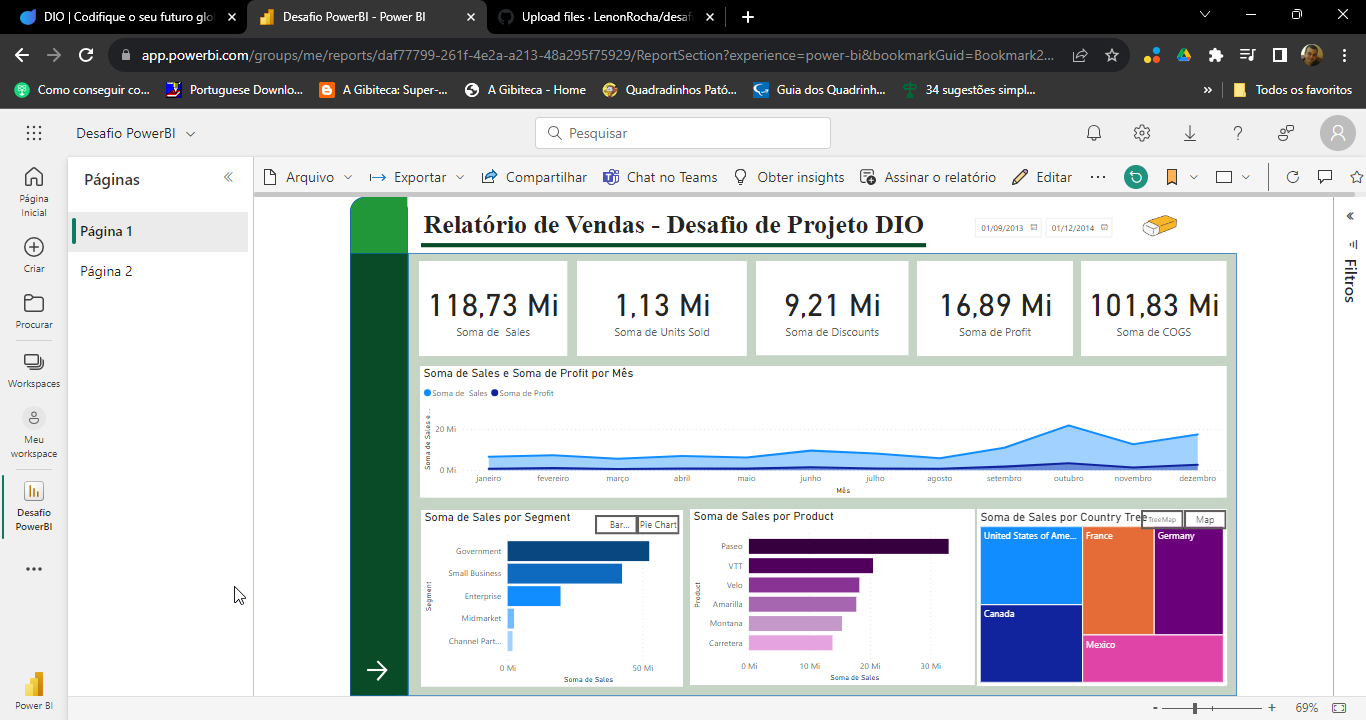 DIO | Codifique o seu futuro glo
Desafio PowerBI - Power BI
Upload files · LenonRocha/desaf
app.powerbi.com/groups/me/reports/daf77799-261f-4e2a-a213-48a295f75929/ReportSection?experience=power-bi&bookmarkGuid=Bookmark2...
Como conseguir co...
Portuguese Downlo...
A Gibiteca: Super-...
A Gibiteca - Home
Quadradinhos Pató...
Guia dos Quadrinh...
34 sugestões simpl...
»
Todos os favoritos
Desafio PowerBI
Pesquisar
Página
Inicial
Criar
Procurar
Workspaces
Meu
workspace
Desafio
PowerBI
Power BI
Páginas
Página 1
Página 2
Arquivo
Exportar
Compartilhar
Chat no Teams
Obter insights
Assinar o relatório
Editar
Relatório de Vendas - Desafio de Projeto DIO
01/09/2013
01/12/2014
118,73 Mi
Soma de Sales
1,13 Mi
Soma de Units Sold
9,21 Mi
Soma de Discounts
16,89 Mi
Soma de Profit
101,83 Mi
Soma de COGS
Soma de Sales e Soma de Profit por Mês
Soma de Sales
Soma de Profit
Soma de Sales e ...
20 Mi
0 Mi
janeiro
fevereiro
março
abril
maio
junho
julho
agosto
setembro
outubro
novembro
dezembro
Mês
Soma de Sales por Segment
Bar...
Pie Chart
Segment
Government
Small Business
Enterprise
Midmarket
Channel Part...
0 Mi
50 Mi
Soma de Sales
Soma de Sales por Product
Product
Paseo
VTT
Velo
Amarilla
Montana
Carretera
0 Mi
10 Mi
20 Mi
30 Mi
Soma de Sales
Soma de Sales por Country Tree
TreeMap
Map
United States of Ame...
France
Germany
Canada
Mexico
Filtros
69%